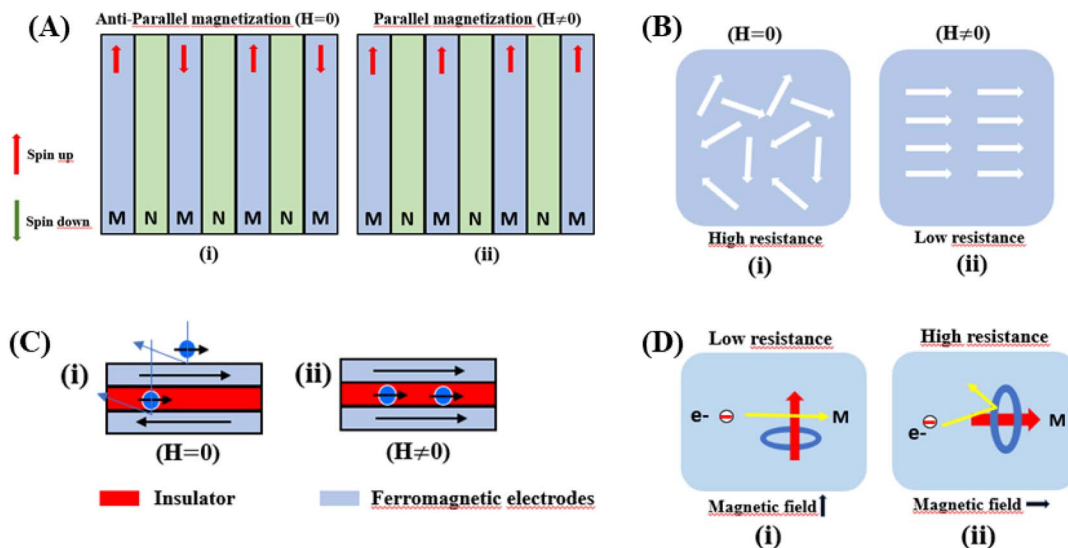 (A)
Anti-Parallel magnetization (H=0)
Parallel magnetization (H≠0)
Spin up
Spin down
M N M N M N M
M N M N M N M
(i)
(ii)
(B)
(H=0)
(H≠0)
High resistance
Low resistance
(i)
(ii)
(C)
(i)
(ii)
(H=0)
(H≠0)
Insulator
Ferromagnetic electrodes
(D)
Low resistance
High resistance
e- M
e- M
Magnetic field
Magnetic field
(i)
(ii)